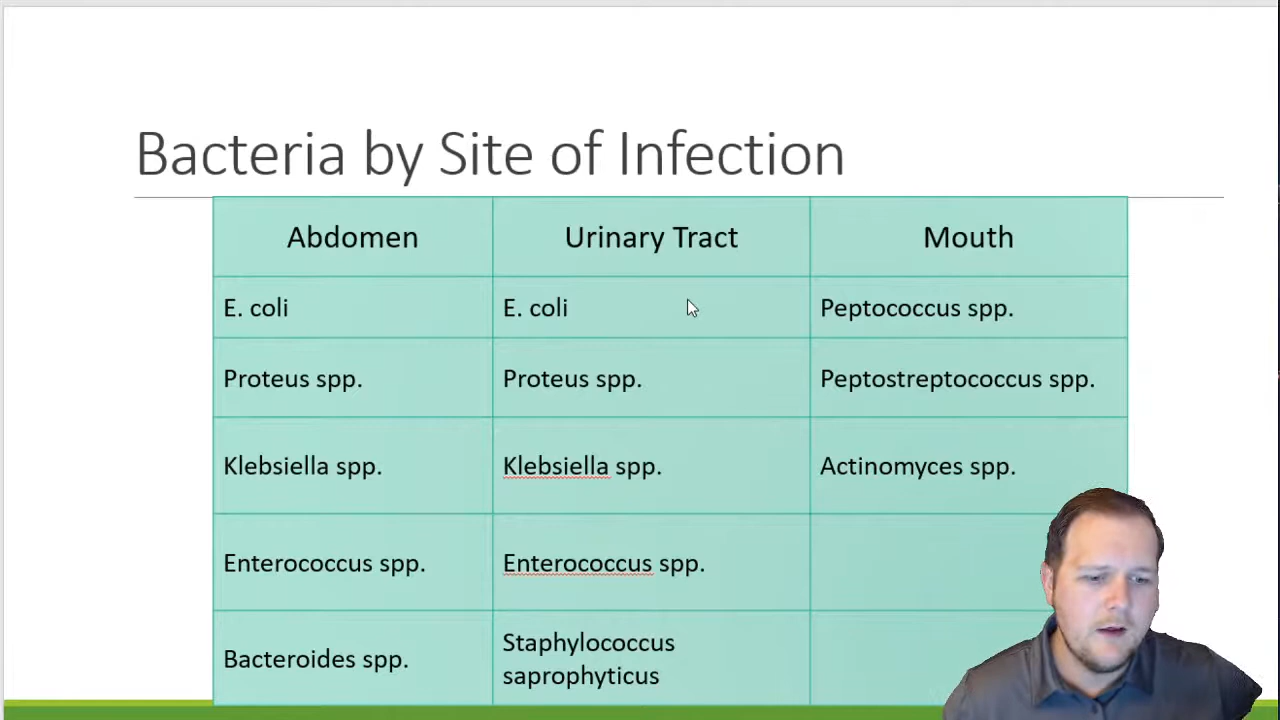 Bacteria by Site of Infection
Abdomen Urinary Tract Mouth
E. coli E. coli Peptococcus spp.
Proteus spp. Proteus spp. Peptostreptococcus spp.
Klebsiella spp. Klebsiella spp. Actinomyces spp.
Enterococcus spp. Enterococcus spp.
Bacteroides spp. Staphylococcus
saprophyticus